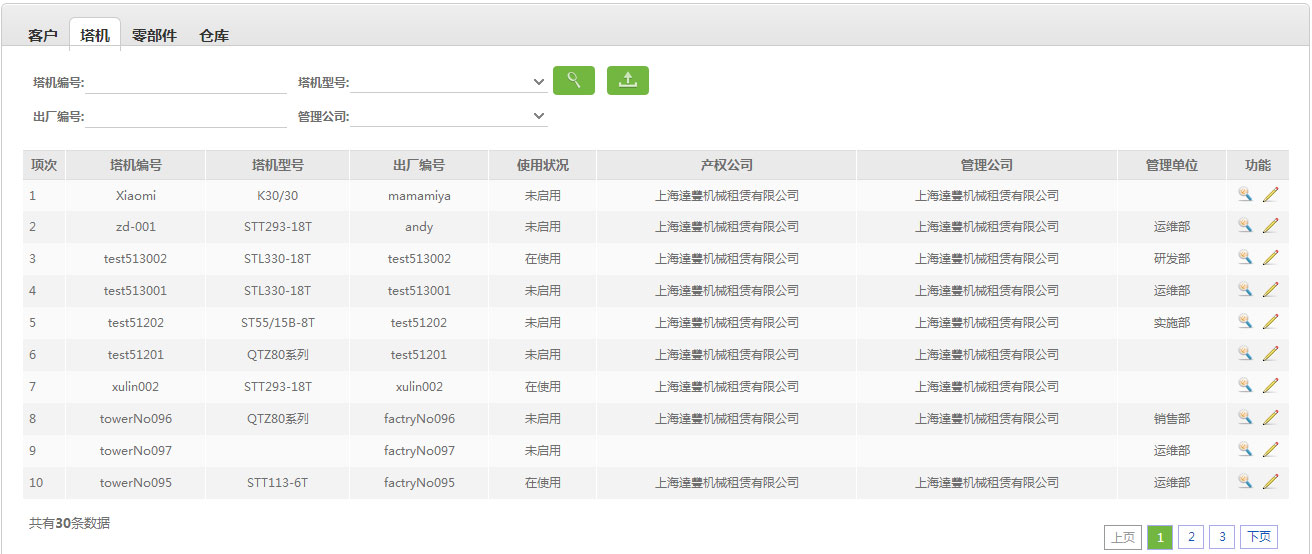 客户 塔机 零部件 仓库
塔机编号: 塔机型号:
出厂编号: 管理公司:
项次 塔机编号 塔机型号 出厂编号 使用状况 产权公司 管理公司 管理单位 功能
1 Xiaomi K30/30 mamamiya 未启用 上海達豐机械租赁有限公司 上海達豐机械租赁有限公司
2 zd-001 STT293-18T andy 未启用 上海達豐机械租赁有限公司 上海達豐机械租赁有限公司 运维部
3 test513002 STL330-18T test513002 在使用 上海達豐机械租赁有限公司 上海達豐机械租赁有限公司 研发部
4 test513001 STL330-18T test513001 未启用 上海達豐机械租赁有限公司 上海達豐机械租赁有限公司 运维部
5 test51202 ST55/15B-8T test51202 未启用 上海達豐机械租赁有限公司 上海達豐机械租赁有限公司 实施部
6 test51201 QTZ80系列 test51201 未启用 上海達豐机械租赁有限公司 上海達豐机械租赁有限公司
7 xulin002 STT293-18T xulin002 在使用 上海達豐机械租赁有限公司 上海達豐机械租赁有限公司
8 towerNo096 QTZ80系列 factryNo096 未启用 上海達豐机械租赁有限公司 上海達豐机械租赁有限公司 销售部
9 towerNo097 factryNo097 未启用 运维部
10 towerNo095 STT113-6T factryNo095 在使用 上海達豐机械租赁有限公司 上海達豐机械租赁有限公司 运维部
共有30条数据
上页 1 2 3 下页